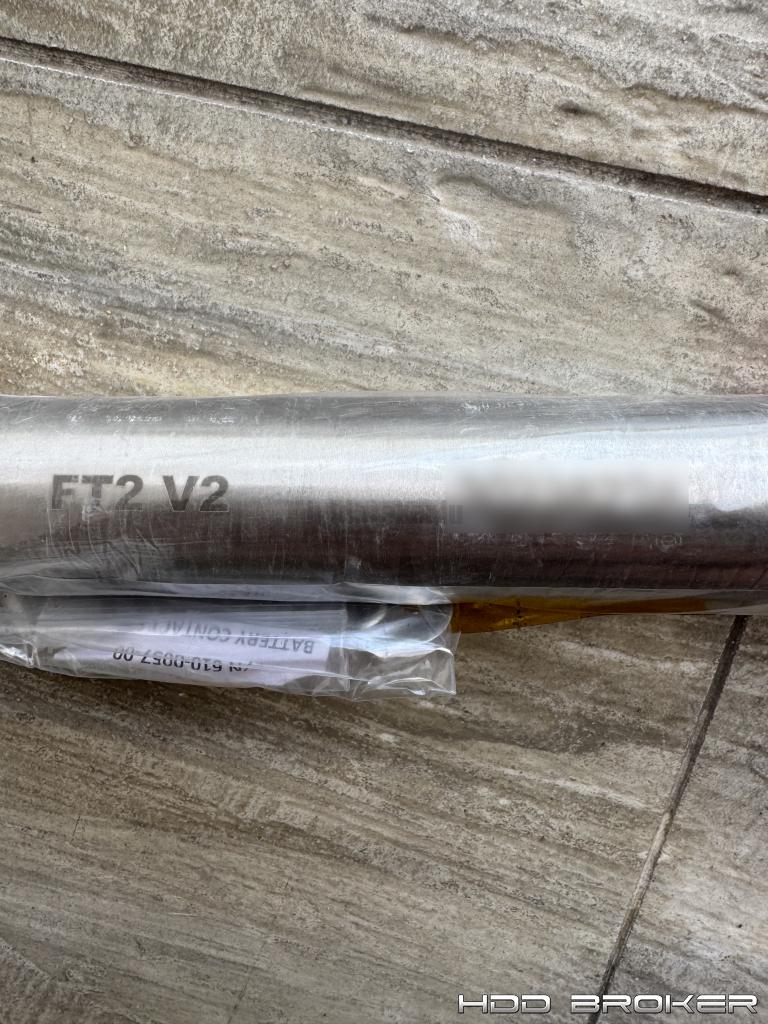 FT2 V2
BATTERY CONTACT
P/N 610-0057-00
HDD BROKER